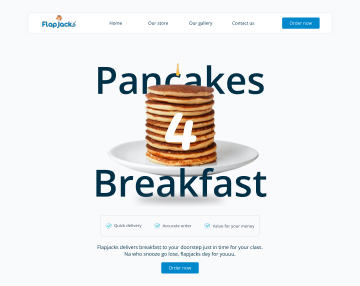 FlapJacks
Home Our store Our gallery Contact us Order now
Pancakes
4
Breakfast
Quick delivery Accurate order Value for your money
Flapjacks delivers breakfast to your doorstep just in time for your class.
Na who snooze go lose, flapjacks dey for youuu.
Order now